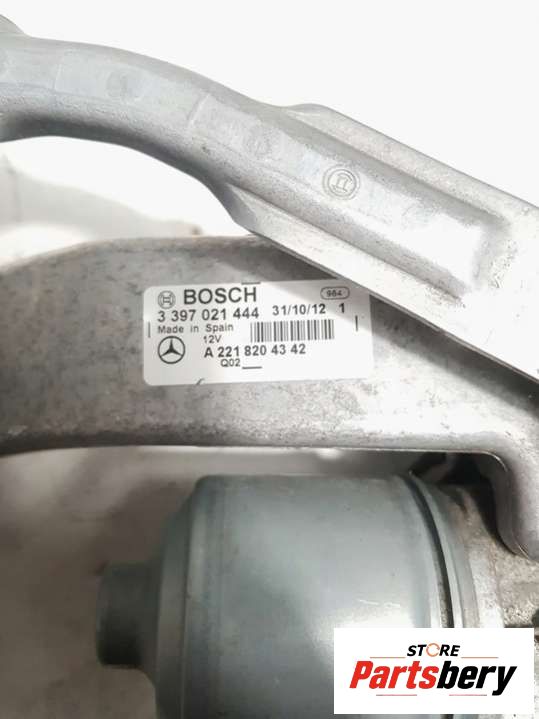 BOSCH 984
3 397 021 444 31/10/12 1
Made in Spain
12V
A 221 820 43 42
Q02
STORE
Partsbery